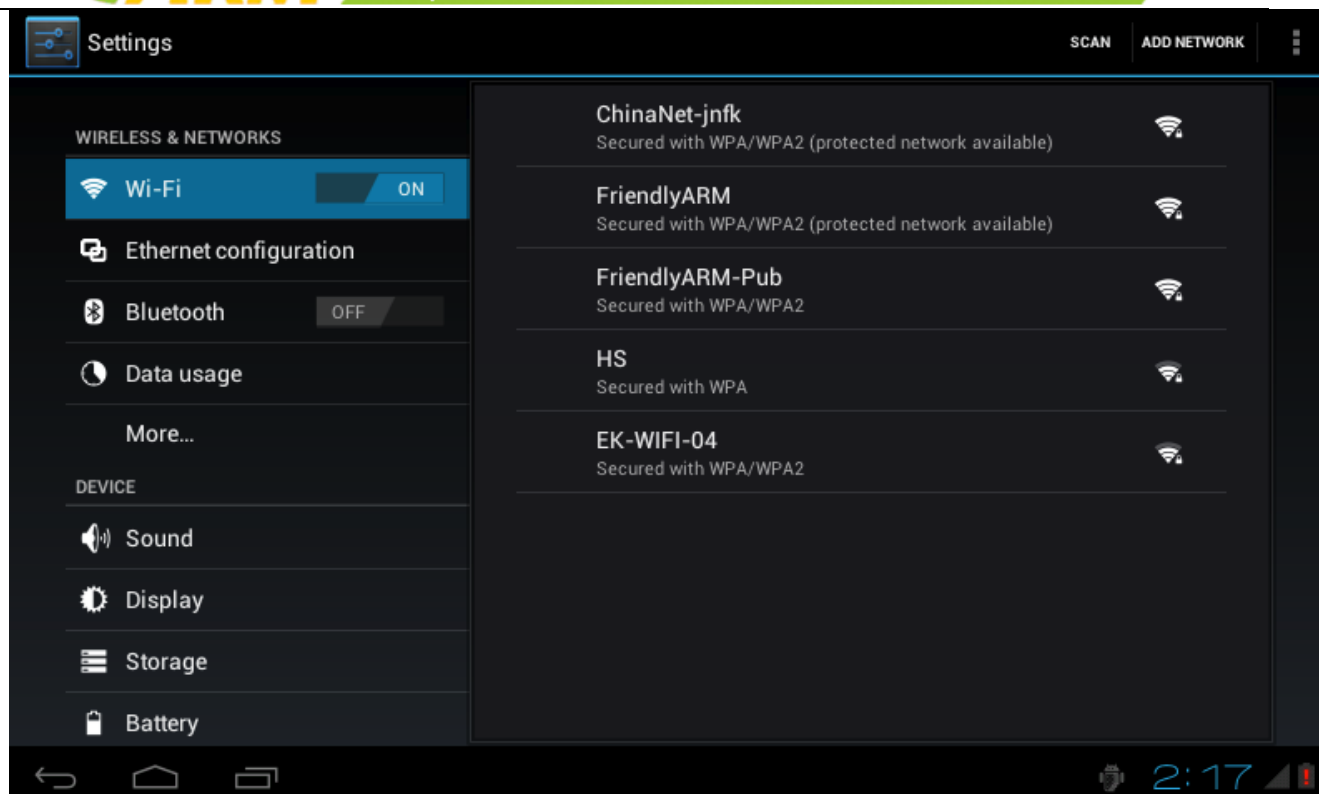 Settings
SCAN
ADD NETWORK
WIRELESS & NETWORKS
Wi-Fi
ON
Ethernet configuration
Bluetooth
OFF
Data usage
More...
DEVICE
Sound
Display
Storage
Battery
ChinaNet-jnfk
Secured with WPA/WPA2 (protected network available)
FriendlyARM
Secured with WPA/WPA2 (protected network available)
FriendlyARM-Pub
Secured with WPA/WPA2
HS
Secured with WPA
EK-WIFI-04
Secured with WPA/WPA2
2:17